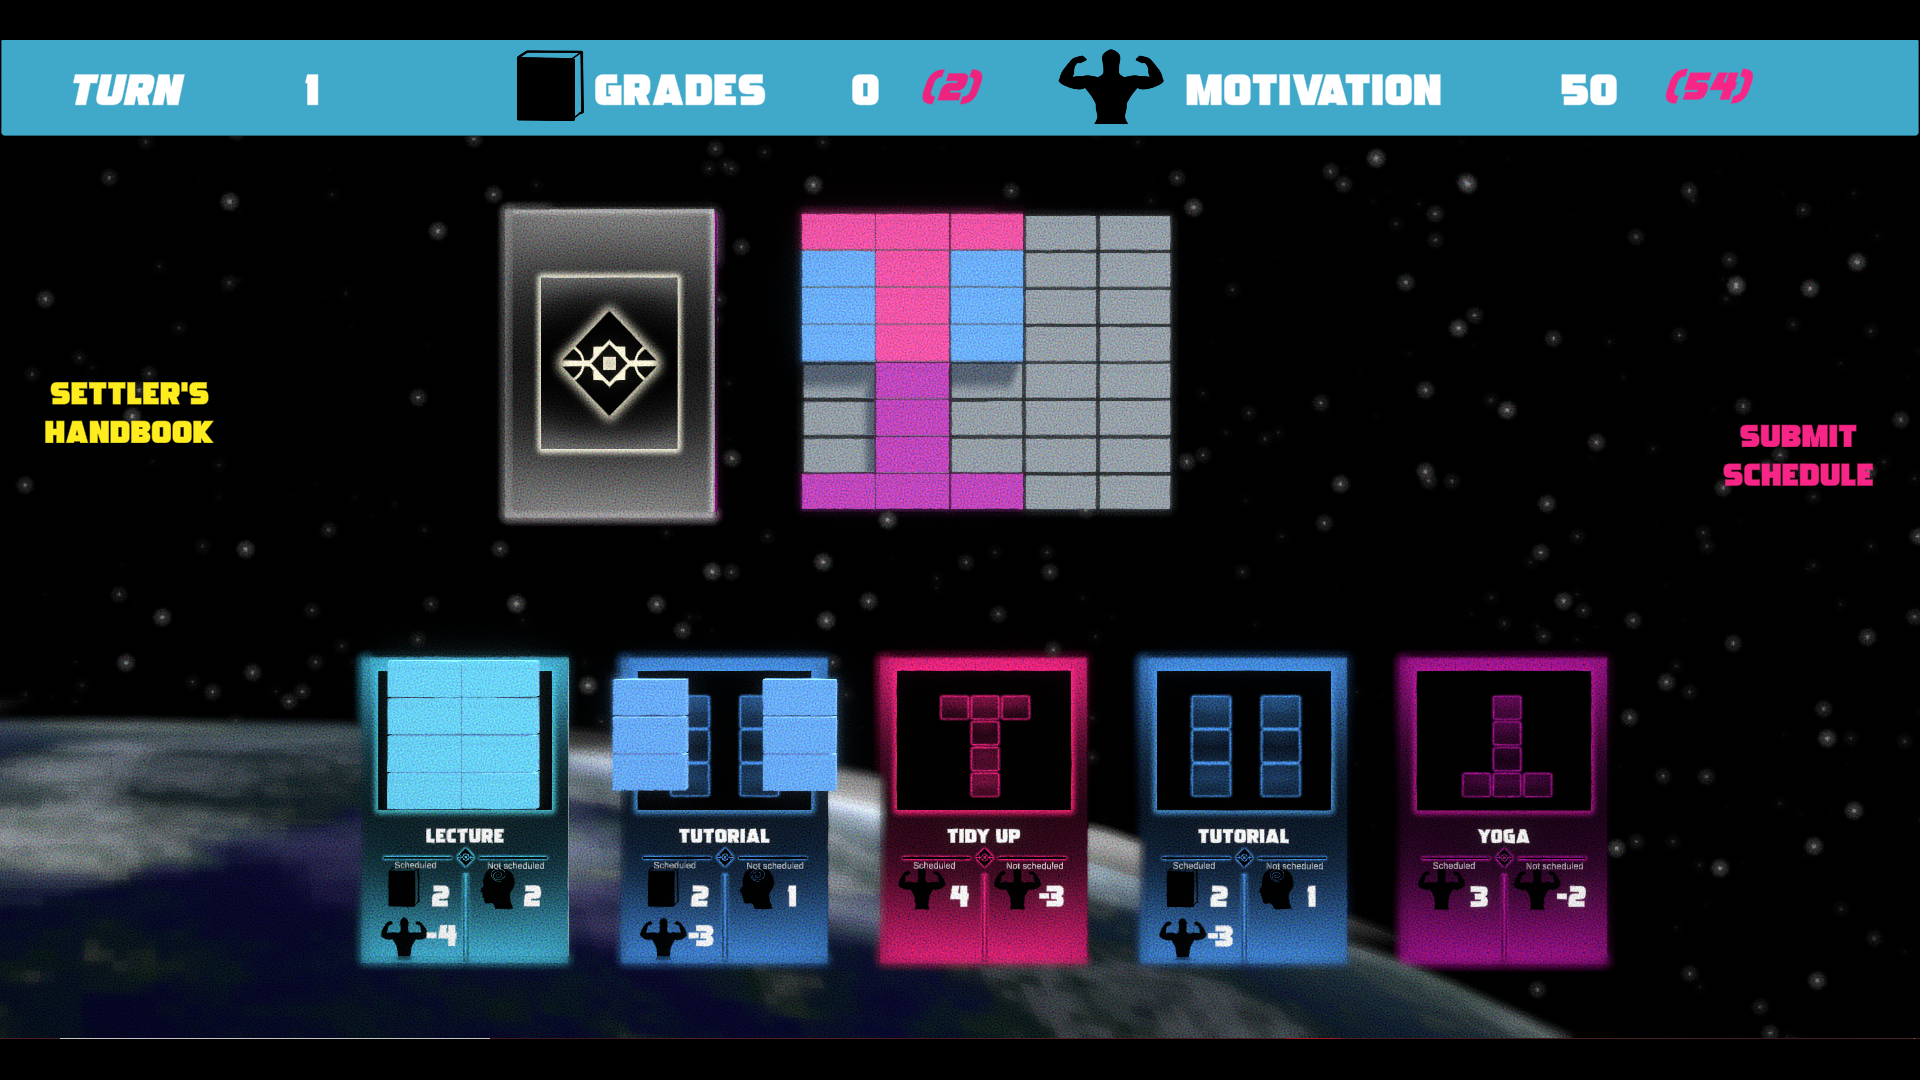 TURN 1 GRADES 0 (2) MOTIVATION 50 (54)
SETTLER'S
HANDBOOK
SUBMIT
SCHEDULE
LECTURE
Scheduled Not scheduled
2 2
-4
TUTORIAL
Scheduled Not scheduled
2 1
-3
TIDY UP
Scheduled Not scheduled
4 -3
TUTORIAL
Scheduled Not scheduled
2 1
-3
YOGA
Scheduled Not scheduled
3 -2